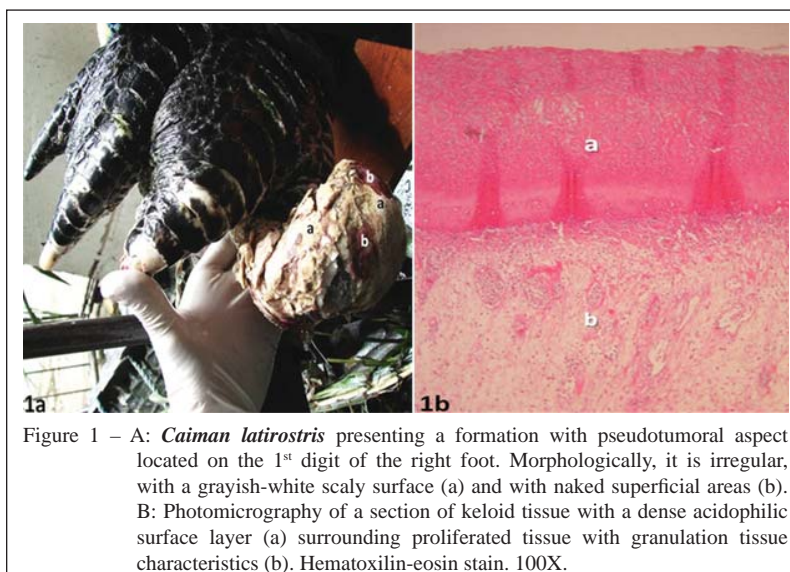 b
a
a
b
1a
a
b
1b
Figure 1 – A: Caiman latirostris presenting a formation with pseudotumoral aspect
located on the 1st digit of the right foot. Morphologically, it is irregular,
with a grayish-white scaly surface (a) and with naked superficial areas (b).
B: Photomicrography of a section of keloid tissue with a dense acidophilic
surface layer (a) surrounding proliferated tissue with granulation tissue
characteristics (b). Hematoxilin-eosin stain. 100X.